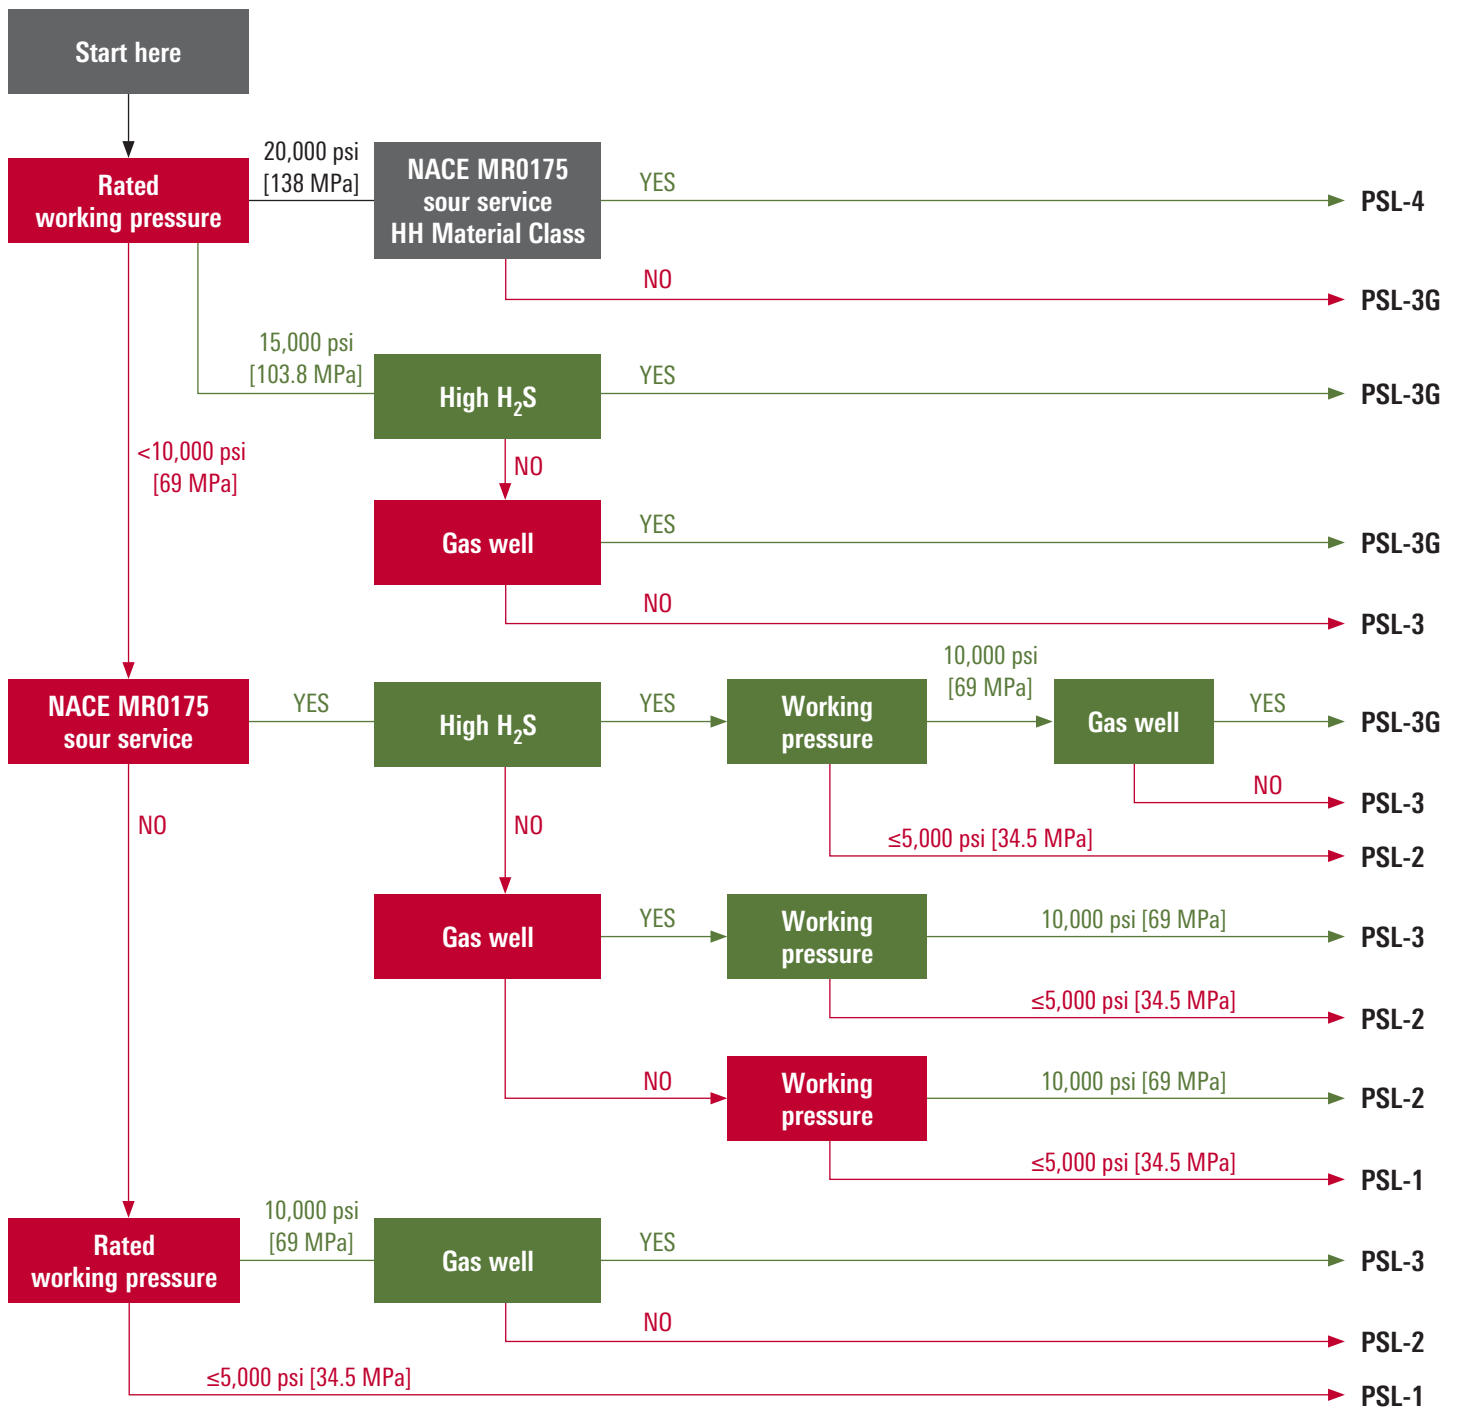 Start here
20,000 psi
[138 MPa]
Rated
working pressure
NACE MR0175
sour service
HH Material Class
YES
PSL-4
NO
PSL-3G
15,000 psi
[103.8 MPa]
High H₂S
YES
PSL-3G
<10,000 psi
[69 MPa]
NO
Gas well
YES
PSL-3G
NO
PSL-3
NACE MR0175
sour service
YES
High H₂S
YES
Working
pressure
10,000 psi
[69 MPa]
Gas well
YES
PSL-3G
NO
PSL-3
≤5,000 psi [34.5 MPa]
PSL-2
NO
NO
Gas well
YES
Working
pressure
10,000 psi [69 MPa]
PSL-3
≤5,000 psi [34.5 MPa]
PSL-2
NO
Working
pressure
10,000 psi [69 MPa]
PSL-2
≤5,000 psi [34.5 MPa]
PSL-1
Rated
working pressure
10,000 psi
[69 MPa]
Gas well
YES
PSL-3
NO
PSL-2
≤5,000 psi [34.5 MPa]
PSL-1